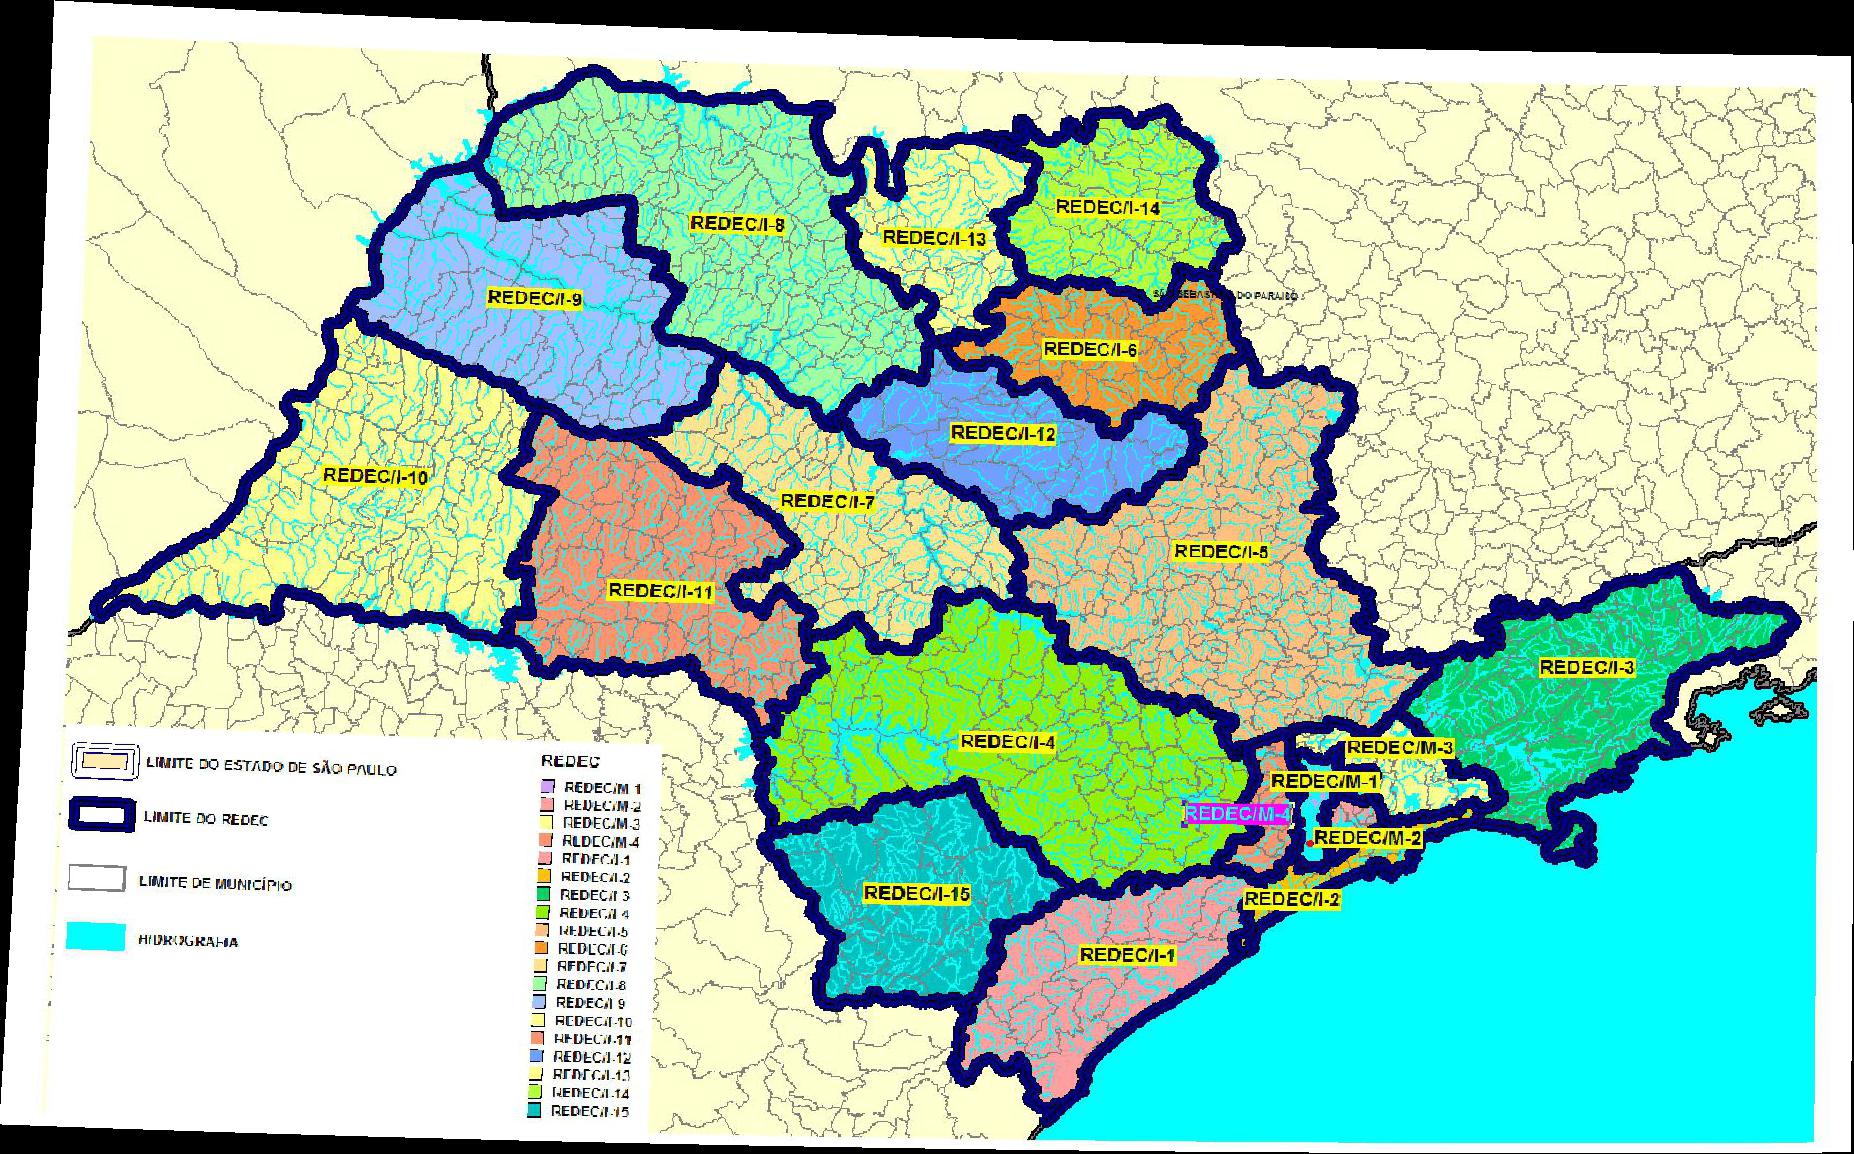 REDEC/I-8
REDEC/I-14
REDEC/I-13
REDEC/I-9
REDEC/I-6
REDEC/I-12
REDEC/I-10
REDEC/I-7
REDEC/I-5
REDEC/I-11
REDEC/I-3
REDEC/I-4
REDEC/M-3
REDEC/M-1
REDEC/M-4
REDEC/M-2
REDEC/I-15
REDEC/I-2
REDEC/I-1
LIMITE DO ESTADO DE SÃO PAULO
LIMITE DO REDEC
LIMITE DE MUNICÍPIO
HIDROGRAFIA
REDEC
REDEC/M 1
REDEC/M-2
REDEC/M-3
REDEC/M-4
REDEC/I-1
REDEC/I-2
REDEC/I 3
REDEC/I 4
REDEC/I-5
REDEC/I-6
REDEC/I-7
REDEC/I-8
REDEC/I 9
REDEC/I-10
REDEC/I-11
REDEC/I-12
REDEC/I-13
REDEC/I-14
REDEC/I-15